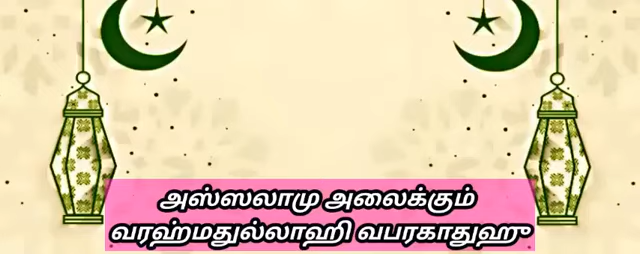 அஸ்ஸலாமு அலைக்கும்
வரஹ்மதுல்லாஹி வபரகாதுஹு